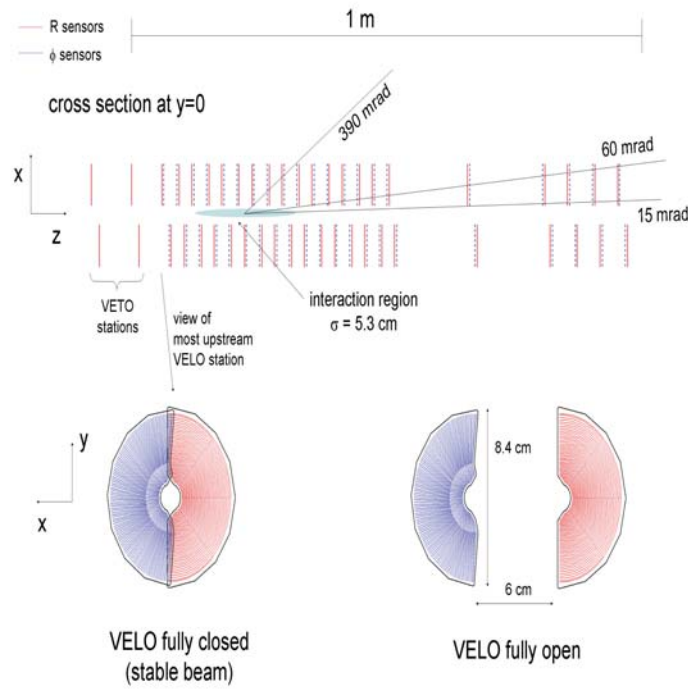 R sensors
1 m
ϕ sensors
cross section at y=0
390 mrad
60 mrad
x
15 mrad
z
VETO
stations
view of
most upstream
VELO station
interaction region
σ = 5.3 cm
y
x
8.4 cm
6 cm
VELO fully closed
(stable beam)
VELO fully open